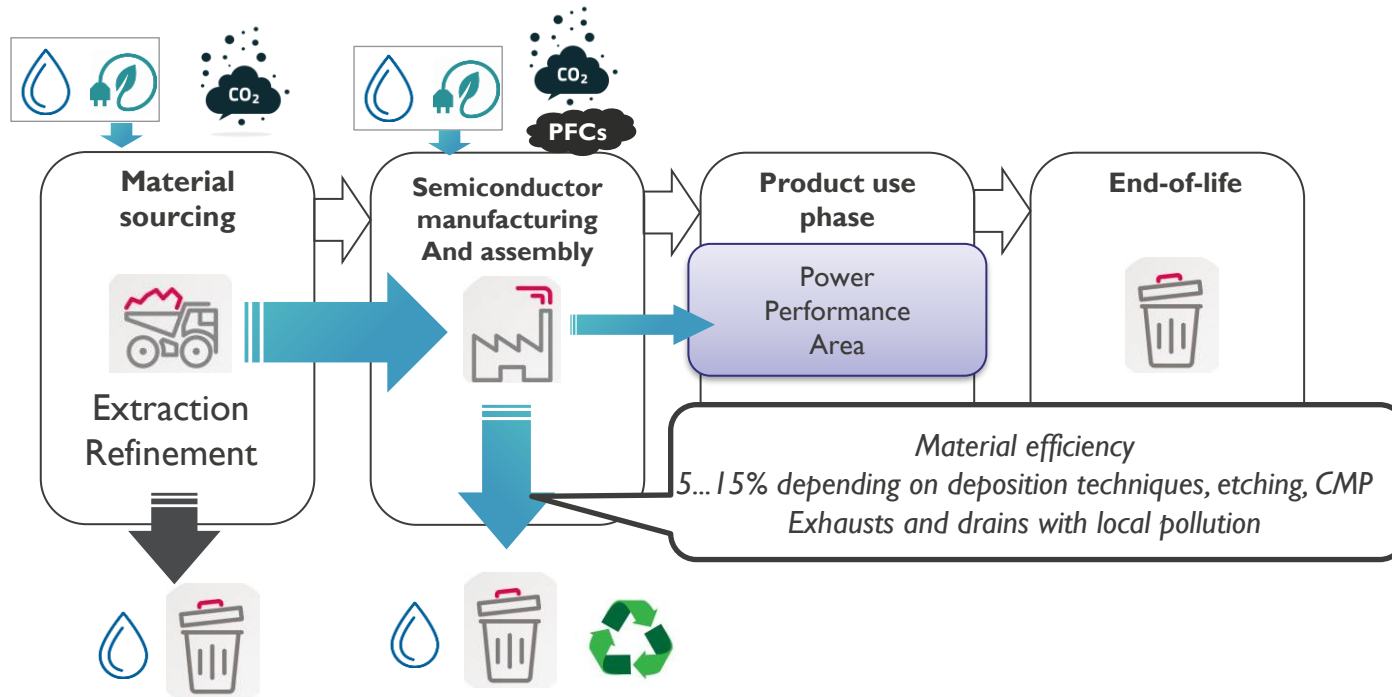 CO₂
CO₂
PFCs
Material
sourcing
Semiconductor
manufacturing
And assembly
Product use
phase
End-of-life
Power
Performance
Area
Extraction
Refinement
Material efficiency
5...15% depending on deposition techniques, etching, CMP
Exhausts and drains with local pollution